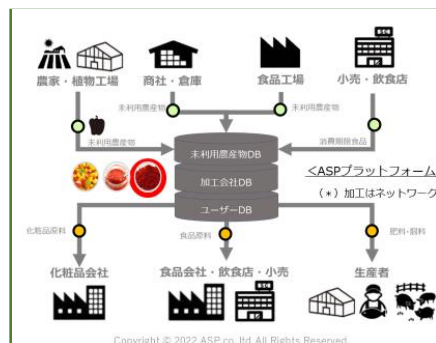 農家・植物工場
商社・倉庫
食品工場
小売・飲食店
未利用農産物
未利用農産物
未利用農産物
消費期限食品
未利用農産物DB
加工会社DB
ユーザーDB
<ASPプラットフォーム
(*)加工はネットワーク
化粧品原料
食品原料
肥料・飼料
化粧品会社
食品会社・飲食店・小売
生産者
Copyright © 2022 ASP co. ltd All Rights Reserved